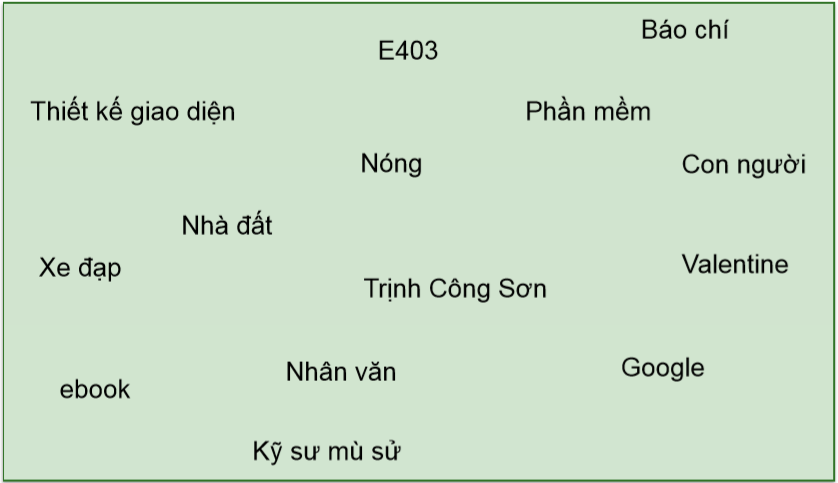 Báo chí
E403
Thiết kế giao diện
Phần mềm
Nóng
Con người
Nhà đất
Xe đạp
Valentine
Trịnh Công Sơn
Nhân văn
Google
ebook
Kỹ sư mù sử